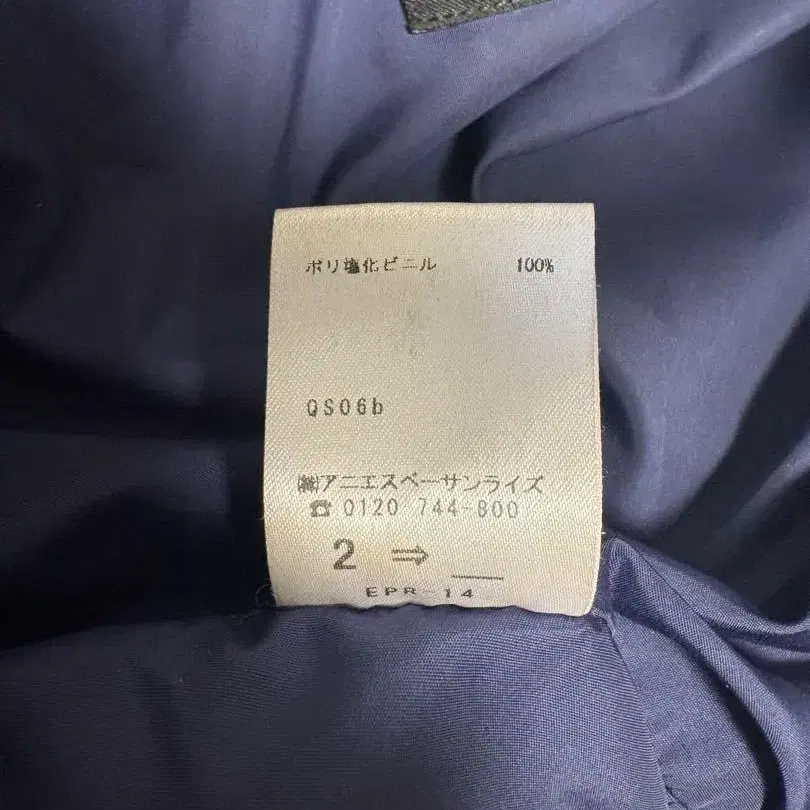 ポリ塩化ビニル 100%
QS06b
㈱アニエスベーサンライズ
☎ 0120 744-800
2 ⇒ __
EPR-14